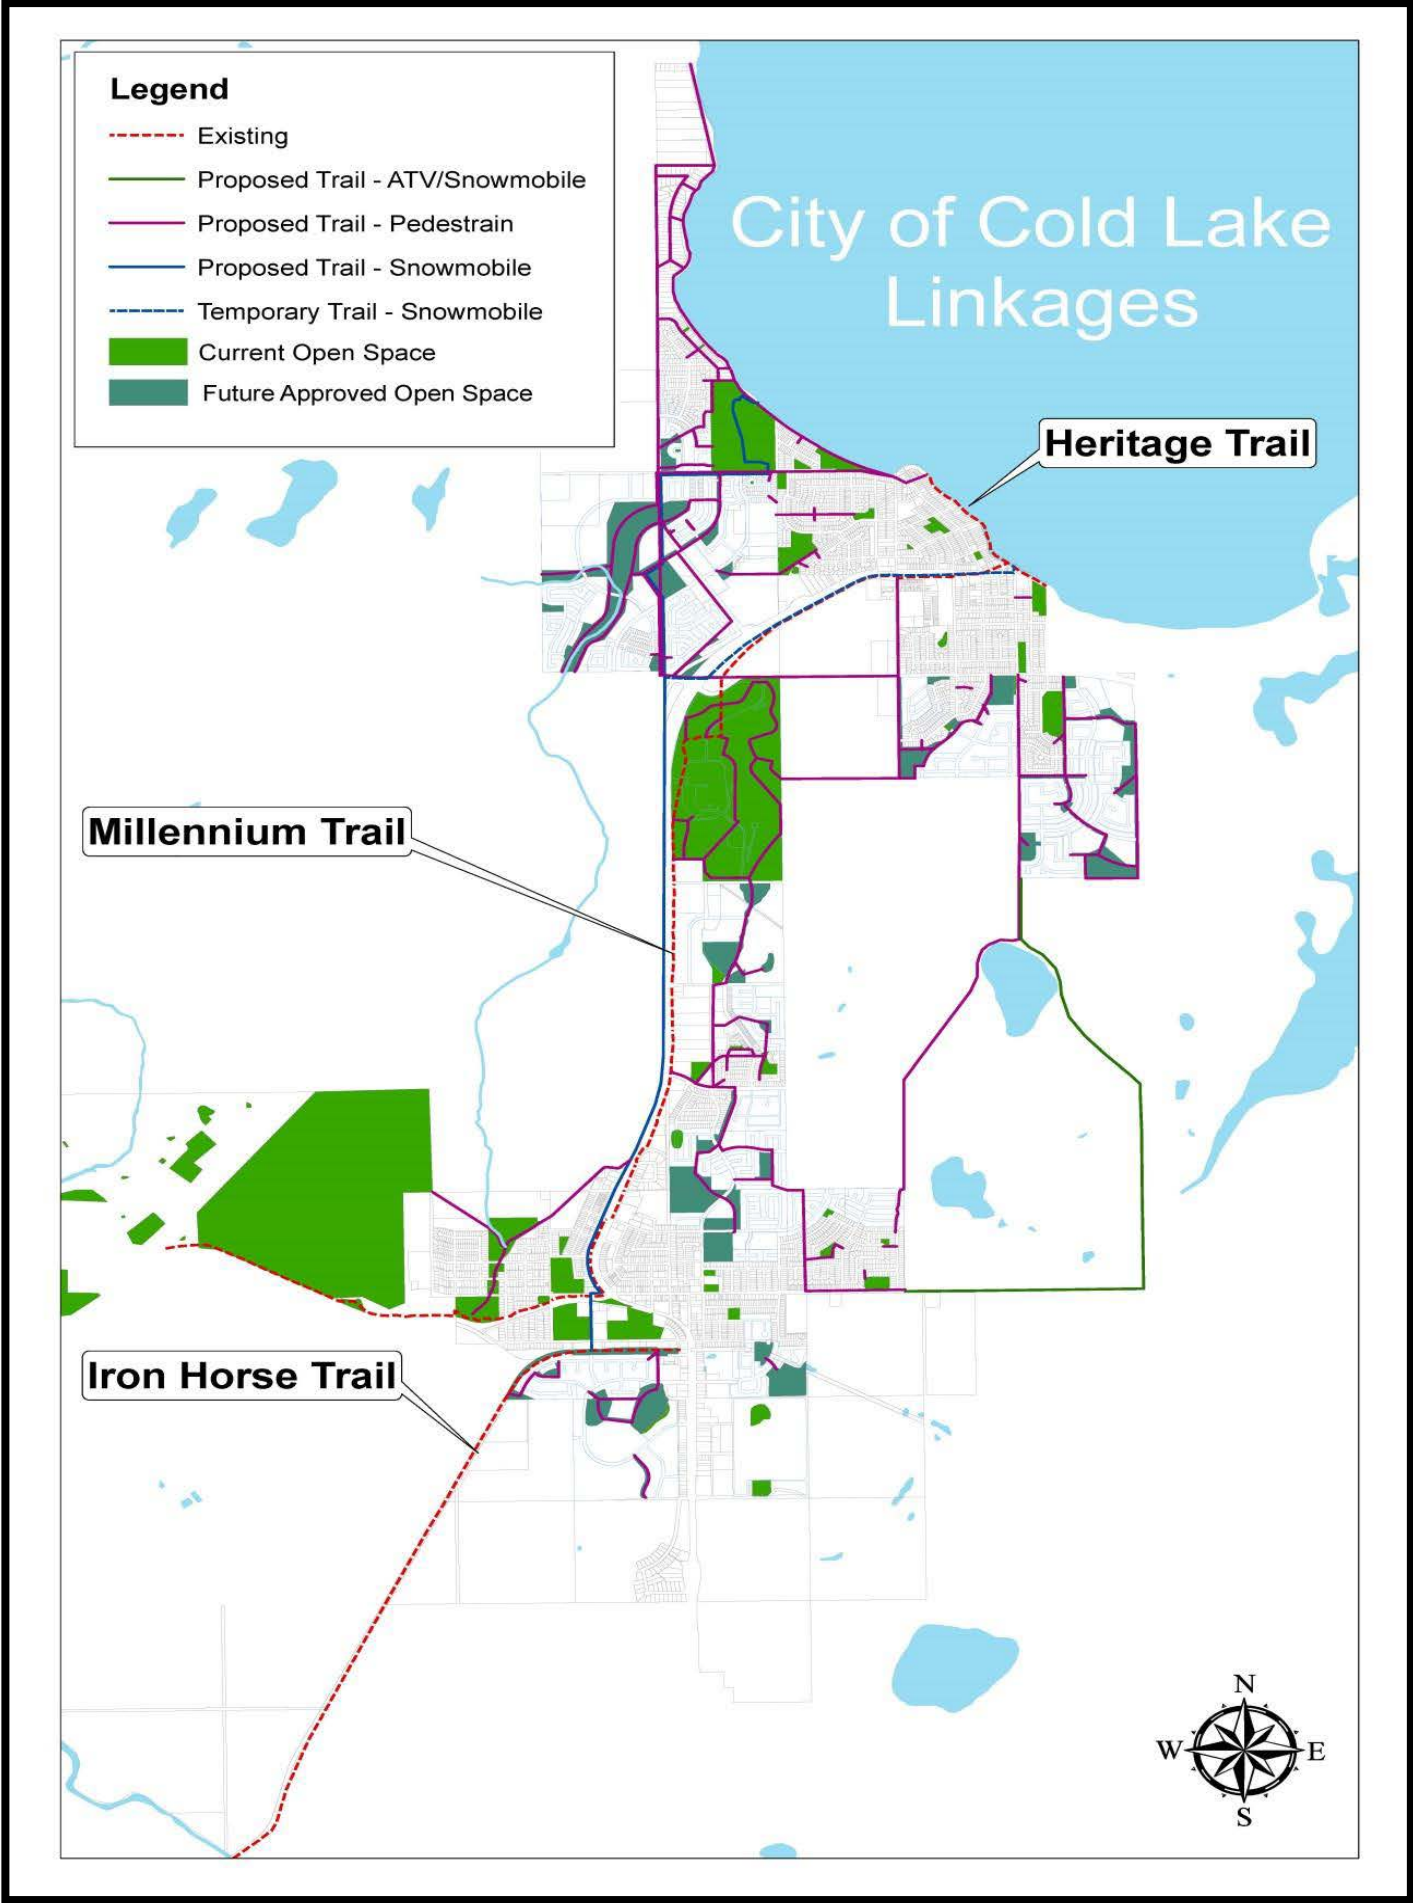 Legend
Existing
Proposed Trail - ATV/Snowmobile
Proposed Trail - Pedestrain
Proposed Trail - Snowmobile
Temporary Trail - Snowmobile
Current Open Space
Future Approved Open Space
City of Cold Lake
Linkages
Heritage Trail
Millennium Trail
Iron Horse Trail
N
W E
S